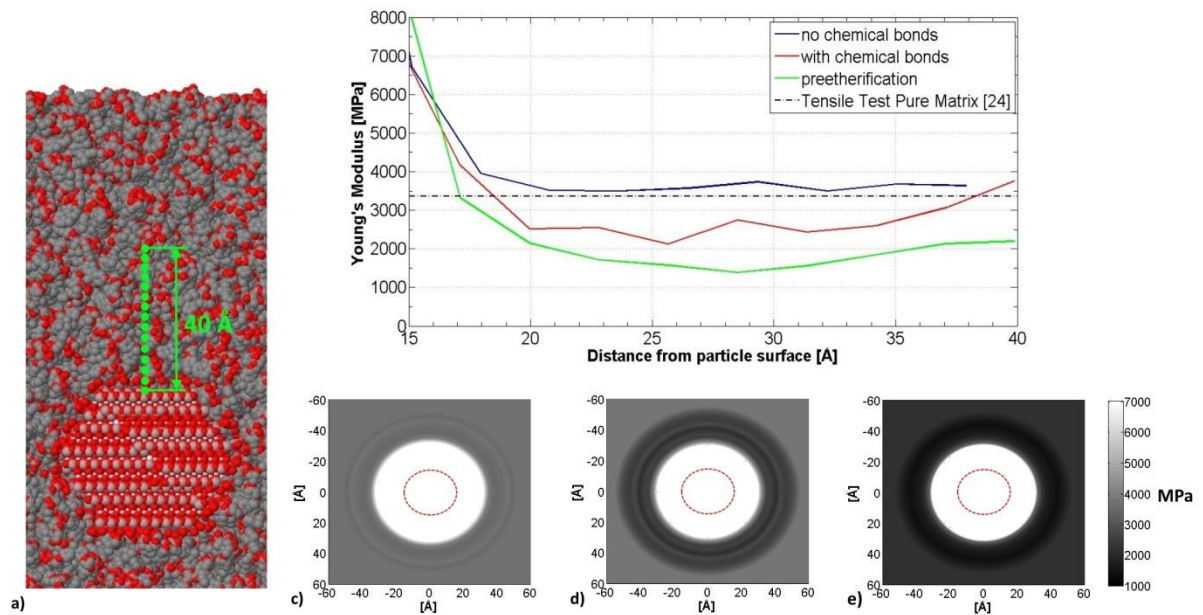 8000
7000
6000
5000
4000
3000
2000
1000
0
Young's Modulus [MPa]
no chemical bonds
with chemical bonds
preetherification
Tensile Test Pure Matrix [24]
15 20 25 30 35 40
Distance from particle surface [Å]
40 Å
a)
-60
-40
-20
0
20
40
60
[Å]
-60 -40 -20 0 20 40 60
[Å]
c)
-60
-40
-20
0
20
40
60
[Å]
-60 -40 -20 0 20 40 60
[Å]
d)
-60
-40
-20
0
20
40
60
[Å]
-60 -40 -20 0 20 40 60
[Å]
e)
7000
6000
5000
4000
3000
2000
1000
MPa